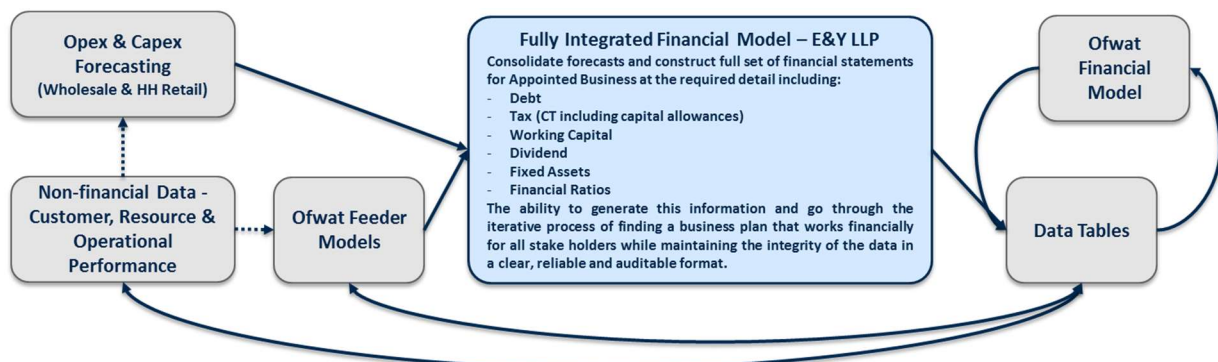 Opex & Capex
Forecasting
(Wholesale & HH Retail)
Non-financial Data -
Customer, Resource &
Operational
Performance
Ofwat Feeder
Models
Fully Integrated Financial Model – E&Y LLP
Consolidate forecasts and construct full set of financial statements
for Appointed Business at the required detail including:
- Debt
- Tax (CT including capital allowances)
- Working Capital
- Dividend
- Fixed Assets
- Financial Ratios
The ability to generate this information and go through the
iterative process of finding a business plan that works financially
for all stake holders while maintaining the integrity of the data in
a clear, reliable and auditable format.
Ofwat
Financial
Model
Data Tables